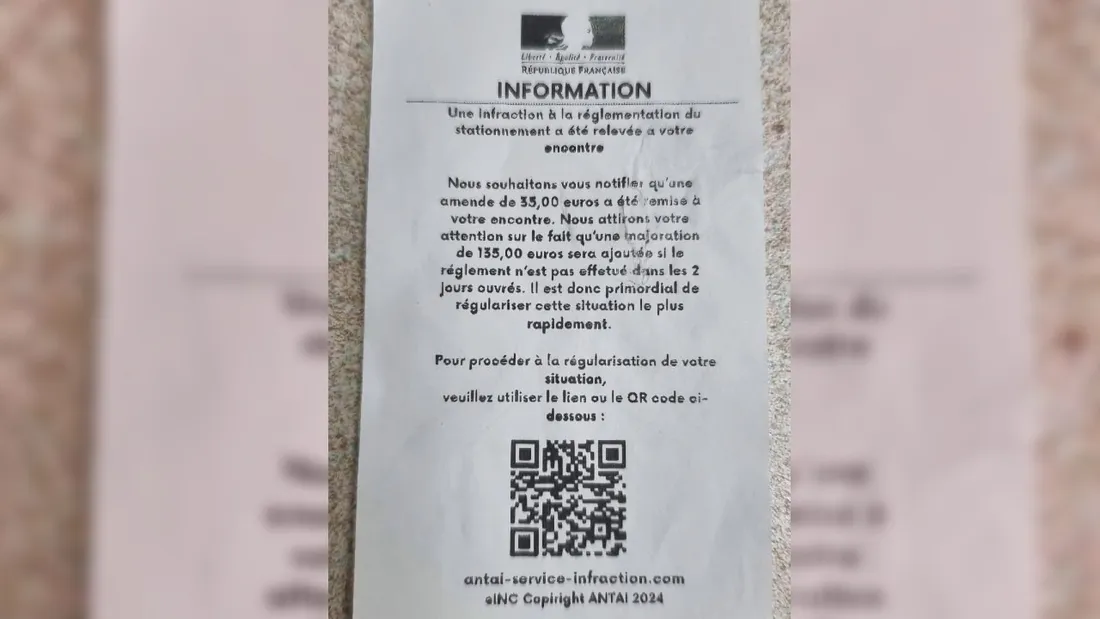 Liberté • Égalité • Fraternité
RÉPUBLIQUE FRANÇAISE
INFORMATION
Une infraction à la réglementation du
stationnement a été relevée a votre
encontre
Nous souhaitons vous notifier qu'une
amende de 35,00 euros a été remise à
votre encontre. Nous attirons votre
attention sur le fait qu'une majoration
de 135,00 euros sera ajoutée si le
réglement n'est pas effetué dans les 2
jours ouvrés. Il est donc primordial de
régulariser cette situation le plus
rapidement.
Pour procéder à la régularisation de votre
situation,
veuillez utiliser le lien ou le QR code ci-
dessous :
antai-service-infraction.com
eINC Copiright ANTAI 2024